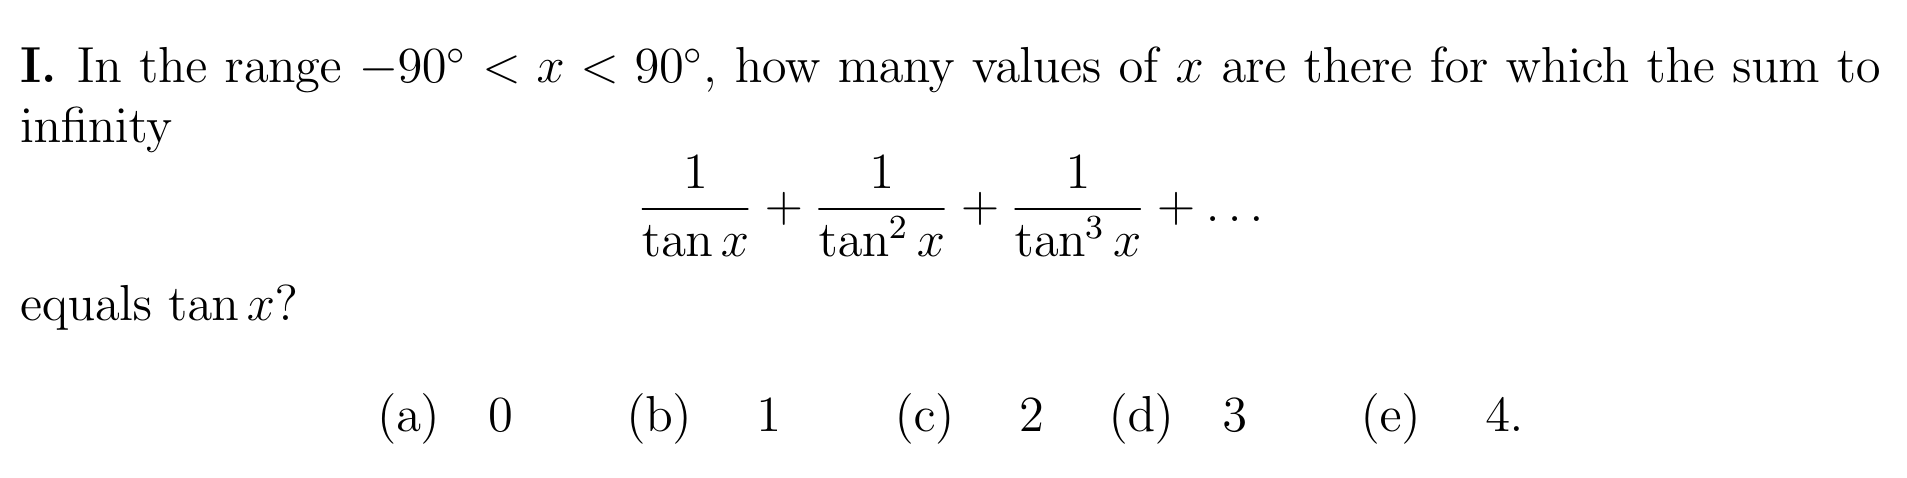 I. In the range −90° < x < 90°, how many values of x are there for which the sum to
infinity
1/tan x + 1/tan² x + 1/tan³ x + ...
equals tan x?
(a) 0 (b) 1 (c) 2 (d) 3 (e) 4.